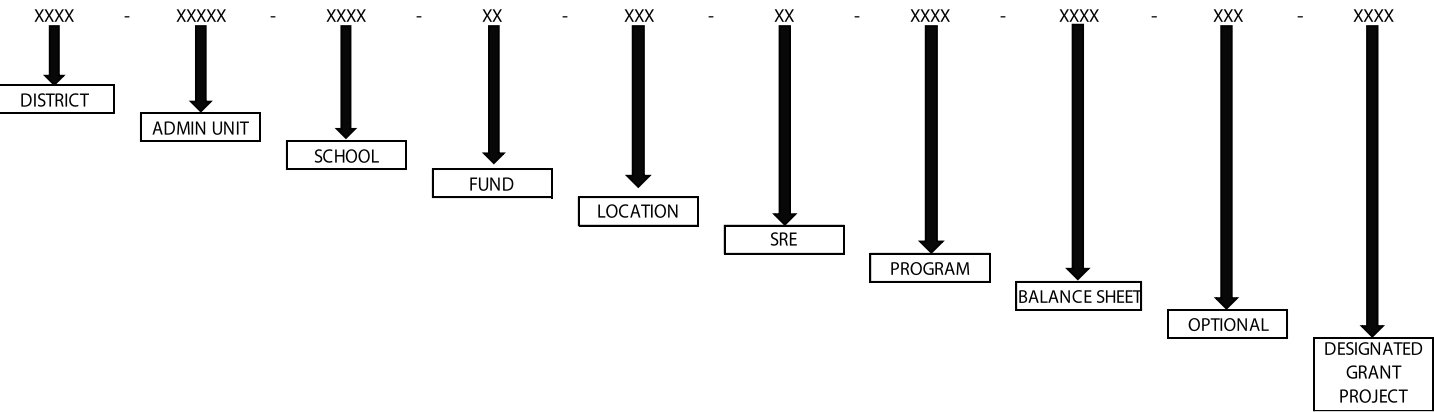 XXXX - XXXXX - XXXX - XX - XXX - XX - XXXX - XXXX - XXX - XXXX
DISTRICT
ADMIN UNIT
SCHOOL
FUND
LOCATION
SRE
PROGRAM
BALANCE SHEET
OPTIONAL
DESIGNATED
GRANT
PROJECT